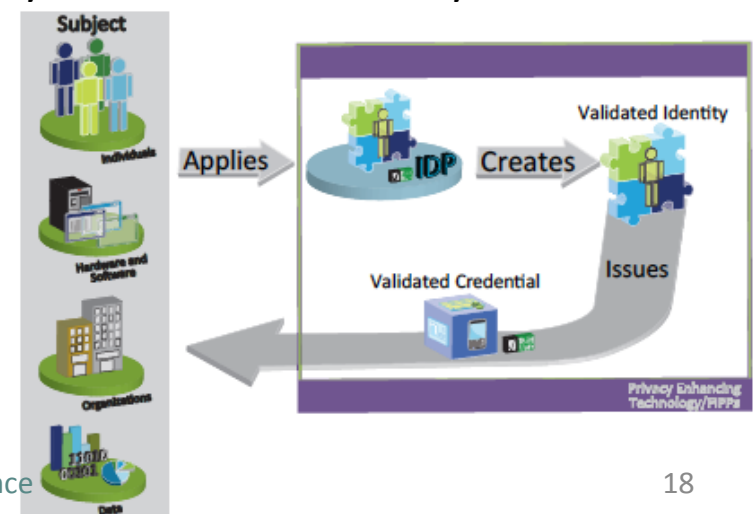 Subject
Individuals
Hardware and
Software
Organizations
Data
Applies
IDP
Creates
Validated Identity
Issues
Validated Credential
Privacy Enhancing
Technology/FIPPs
nce
18